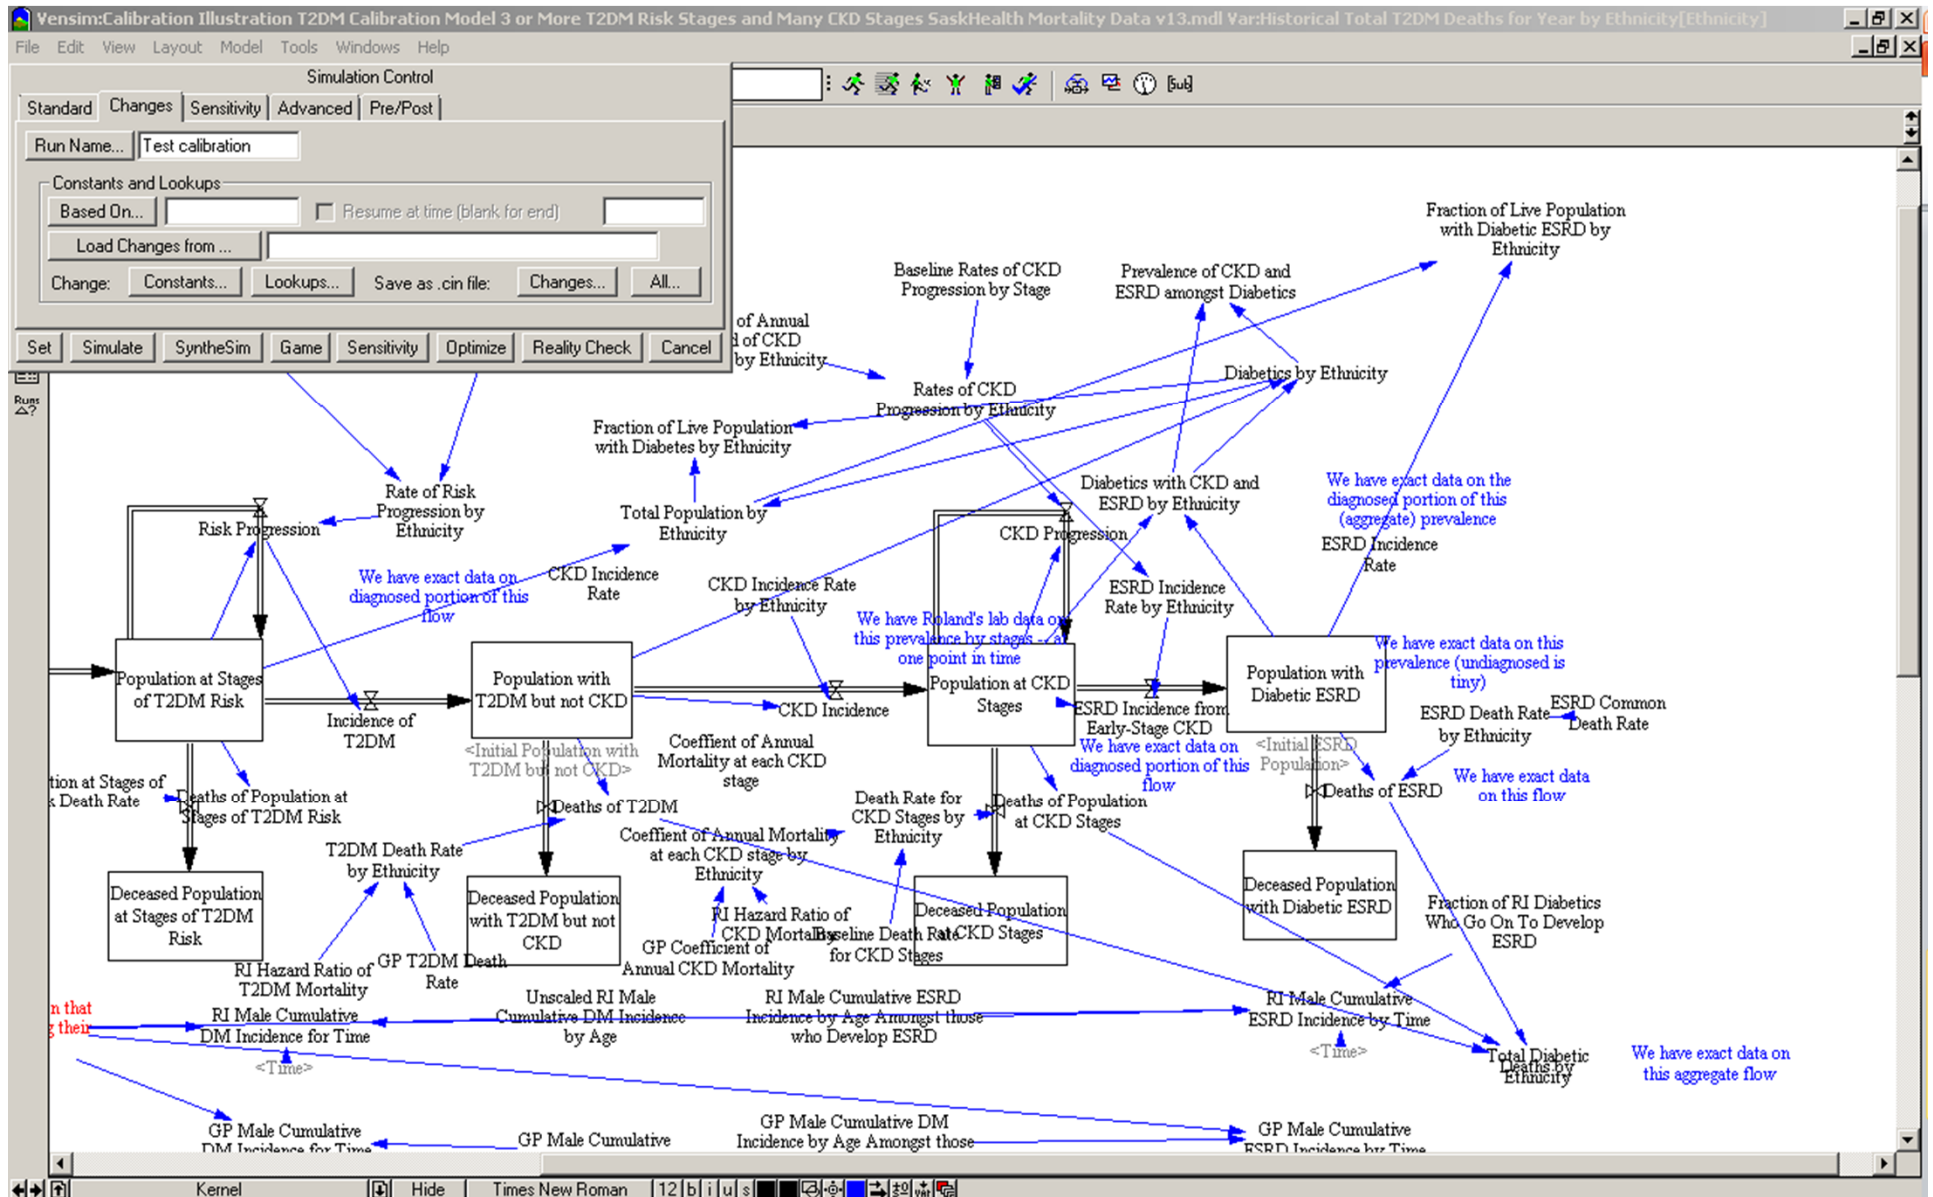 Vensim:Calibration Illustration T2DM Calibration Model 3 or More T2DM Risk Stages and Many CKD Stages SaskHealth Mortality Data v13.mdl Var:Historical Total T2DM Deaths for Year by Ethnicity[Ethnicity]
File Edit View Layout Model Tools Windows Help
Simulation Control
Standard Changes Sensitivity Advanced Pre/Post
Run Name... Test calibration
Constants and Lookups
Based On... Resume at time (blank for end)
Load Changes from ...
Change: Constants... Lookups... Save as .cin file: Changes... All...
Set Simulate SyntheSim Game Sensitivity Optimize Reality Check Cancel
Sub
Runs
Fraction of Live Population
with Diabetic ESRD by
Ethnicity
Baseline Rates of CKD
Progression by Stage
Prevalence of CKD and
ESRD amongst Diabetics
of Annual
d of CKD
by Ethnicity
Rates of CKD
Progression by Ethnicity
Diabetics by Ethnicity
Fraction of Live Population
with Diabetes by Ethnicity
Rate of Risk
Progression by
Ethnicity
Risk Progression
Total Population by
Ethnicity
Diabetics with CKD and
ESRD by Ethnicity
We have exact data on the
diagnosed portion of this
(aggregate) prevalence
CKD Progression
ESRD Incidence
Rate
We have exact data on
diagnosed portion of this
flow
CKD Incidence
Rate
CKD Incidence Rate
by Ethnicity
ESRD Incidence
Rate by Ethnicity
We have Roland's lab data on
this prevalence by stages -- at
one point in time
We have exact data on this
prevalence (undiagnosed is
tiny)
Population at Stages
of T2DM Risk
Population with
T2DM but not CKD
Population at CKD
Stages
Population with
Diabetic ESRD
Incidence of
T2DM
CKD Incidence
ESRD Incidence from
Early-Stage CKD
ESRD Death Rate
by Ethnicity
ESRD Common
Death Rate
<Initial Population with
T2DM but not CKD>
Coeffient of Annual
Mortality at each CKD
stage
We have exact data on
diagnosed portion of this
flow
<Initial ESRD
Population>
We have exact data
on this flow
tion at Stages of
k Death Rate
Deaths of Population at
Stages of T2DM Risk
Deaths of T2DM
Death Rate for
CKD Stages by
Ethnicity
Deaths of Population
at CKD Stages
Deaths of ESRD
T2DM Death Rate
by Ethnicity
Coeffient of Annual Mortality
at each CKD stage by
Ethnicity
Deceased Population
at Stages of T2DM
Risk
Deceased Population
with T2DM but not
CKD
Deceased Population
at CKD Stages
Deceased Population
with Diabetic ESRD
Fraction of RI Diabetics
Who Go On To Develop
ESRD
RI Hazard Ratio of
CKD Mortality
Baseline Death Rate
for CKD Stages
GP Coefficient of
Annual CKD Mortality
RI Hazard Ratio of
T2DM Mortality
GP T2DM Death
Rate
n that
g their
RI Male Cumulative
DM Incidence for Time
<Time>
Unscaled RI Male
Cumulative DM Incidence
by Age
RI Male Cumulative ESRD
Incidence by Age Amongst those
who Develop ESRD
RI Male Cumulative
ESRD Incidence by Time
<Time>
Total Diabetic
Deaths by
Ethnicity
We have exact data on
this aggregate flow
GP Male Cumulative
DM Incidence for Time
GP Male Cumulative
GP Male Cumulative DM
Incidence by Age Amongst those
GP Male Cumulative
ESRD Incidence by Time
Kernel Hide Times New Roman 12 b i u s